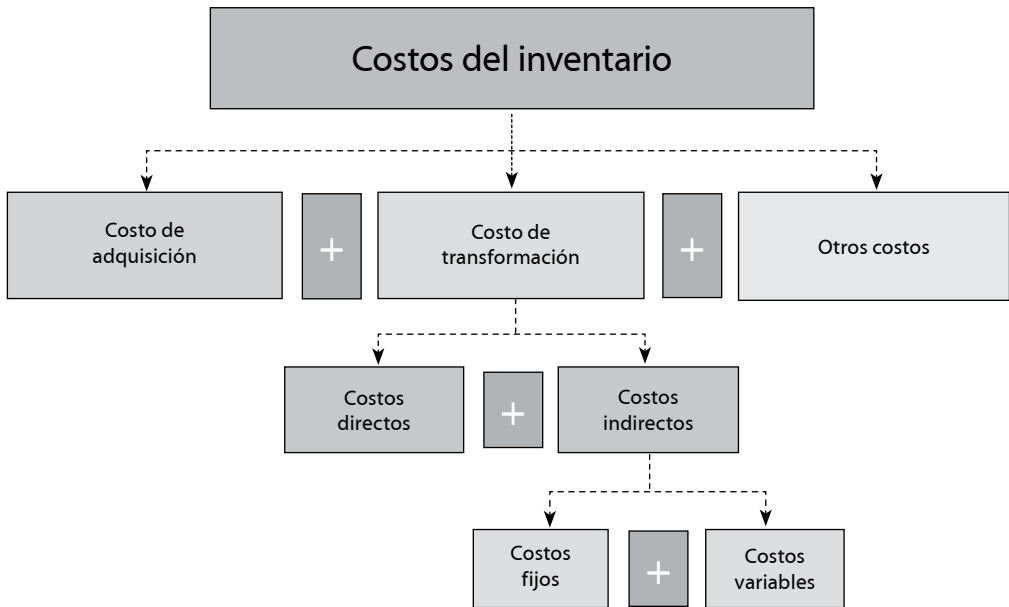 Costos del inventario
Costo de
adquisición
+
Costo de
transformación
+
Otros costos
Costos
directos
+
Costos
indirectos
Costos
fijos
+
Costos
variables